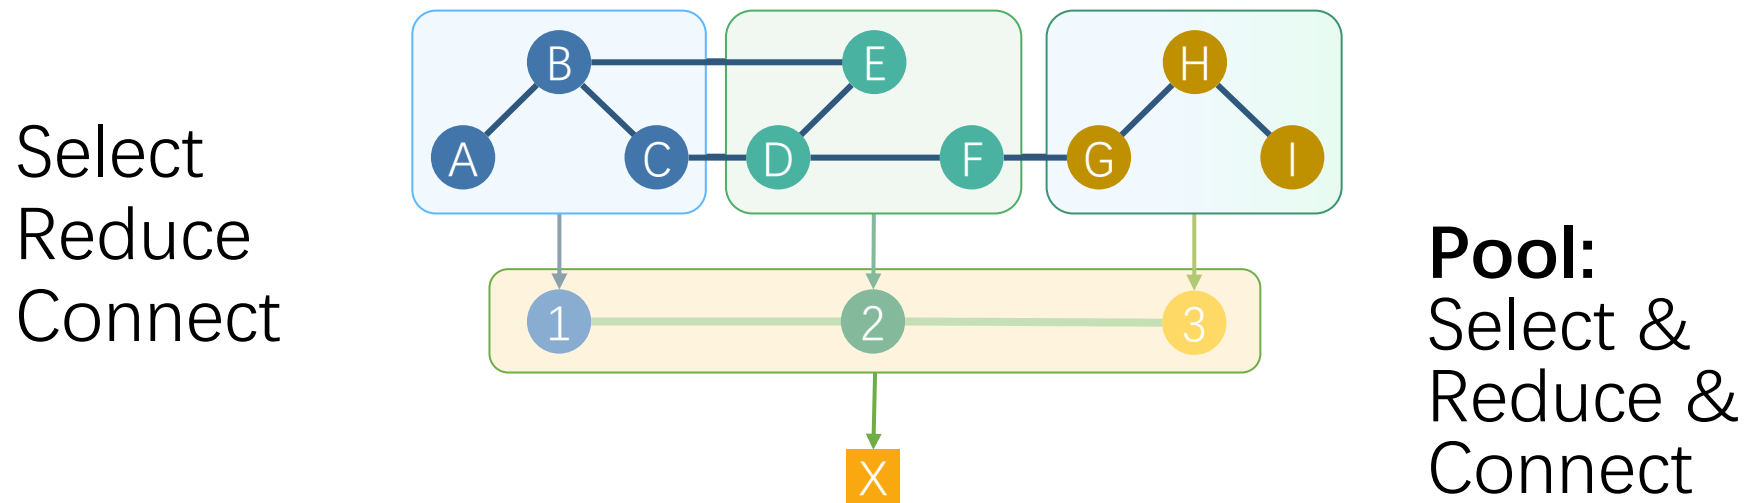 B E H
A C D F G I
Select
Reduce
Connect
1 2 3
X
Pool:
Select &
Reduce &
Connect